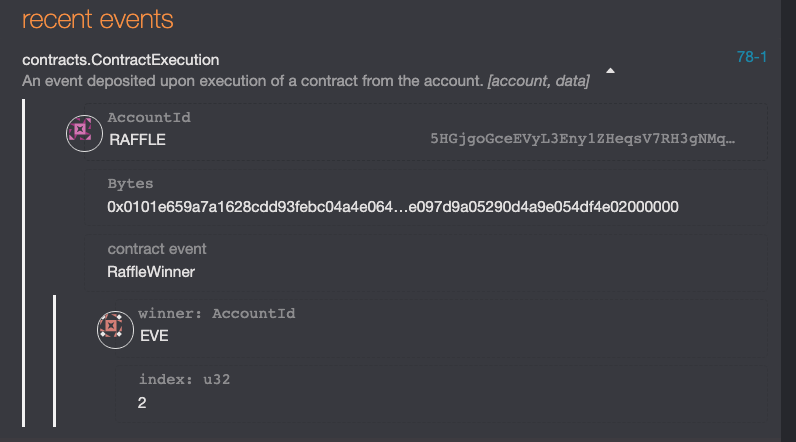 recent events
contracts.ContractExecution
78-1
An event deposited upon execution of a contract from the account. [account, data]
AccountId
RAFFLE
5HGjgoGceEVyL3Eny1ZHeqsV7RH3gNMq…
Bytes
0x0101e659a7a1628cdd93febc04a4e064…e097d9a05290d4a9e054df4e02000000
contract event
RaffleWinner
winner: AccountId
EVE
index: u32
2